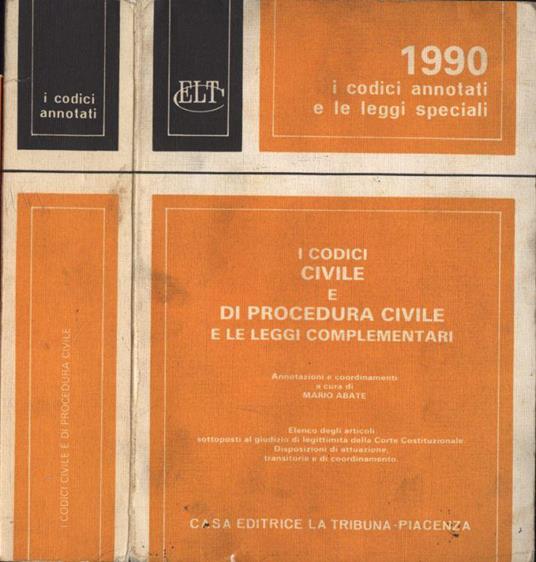 i codici
annotati
I CODICI CIVILE E DI PROCEDURA CIVILE
CELT
1990
i codici annotati
e le leggi speciali
I CODICI
CIVILE
E
DI PROCEDURA CIVILE
E LE LEGGI COMPLEMENTARI
Annotazioni e coordinamenti
a cura di
MARIO ABATE
Elenco degli articoli
sottoposti al giudizio di legittimità della Corte Costituzionale.
Disposizioni di attuazione,
transitorie e di coordinamento.
CASA EDITRICE LA TRIBUNA-PIACENZA